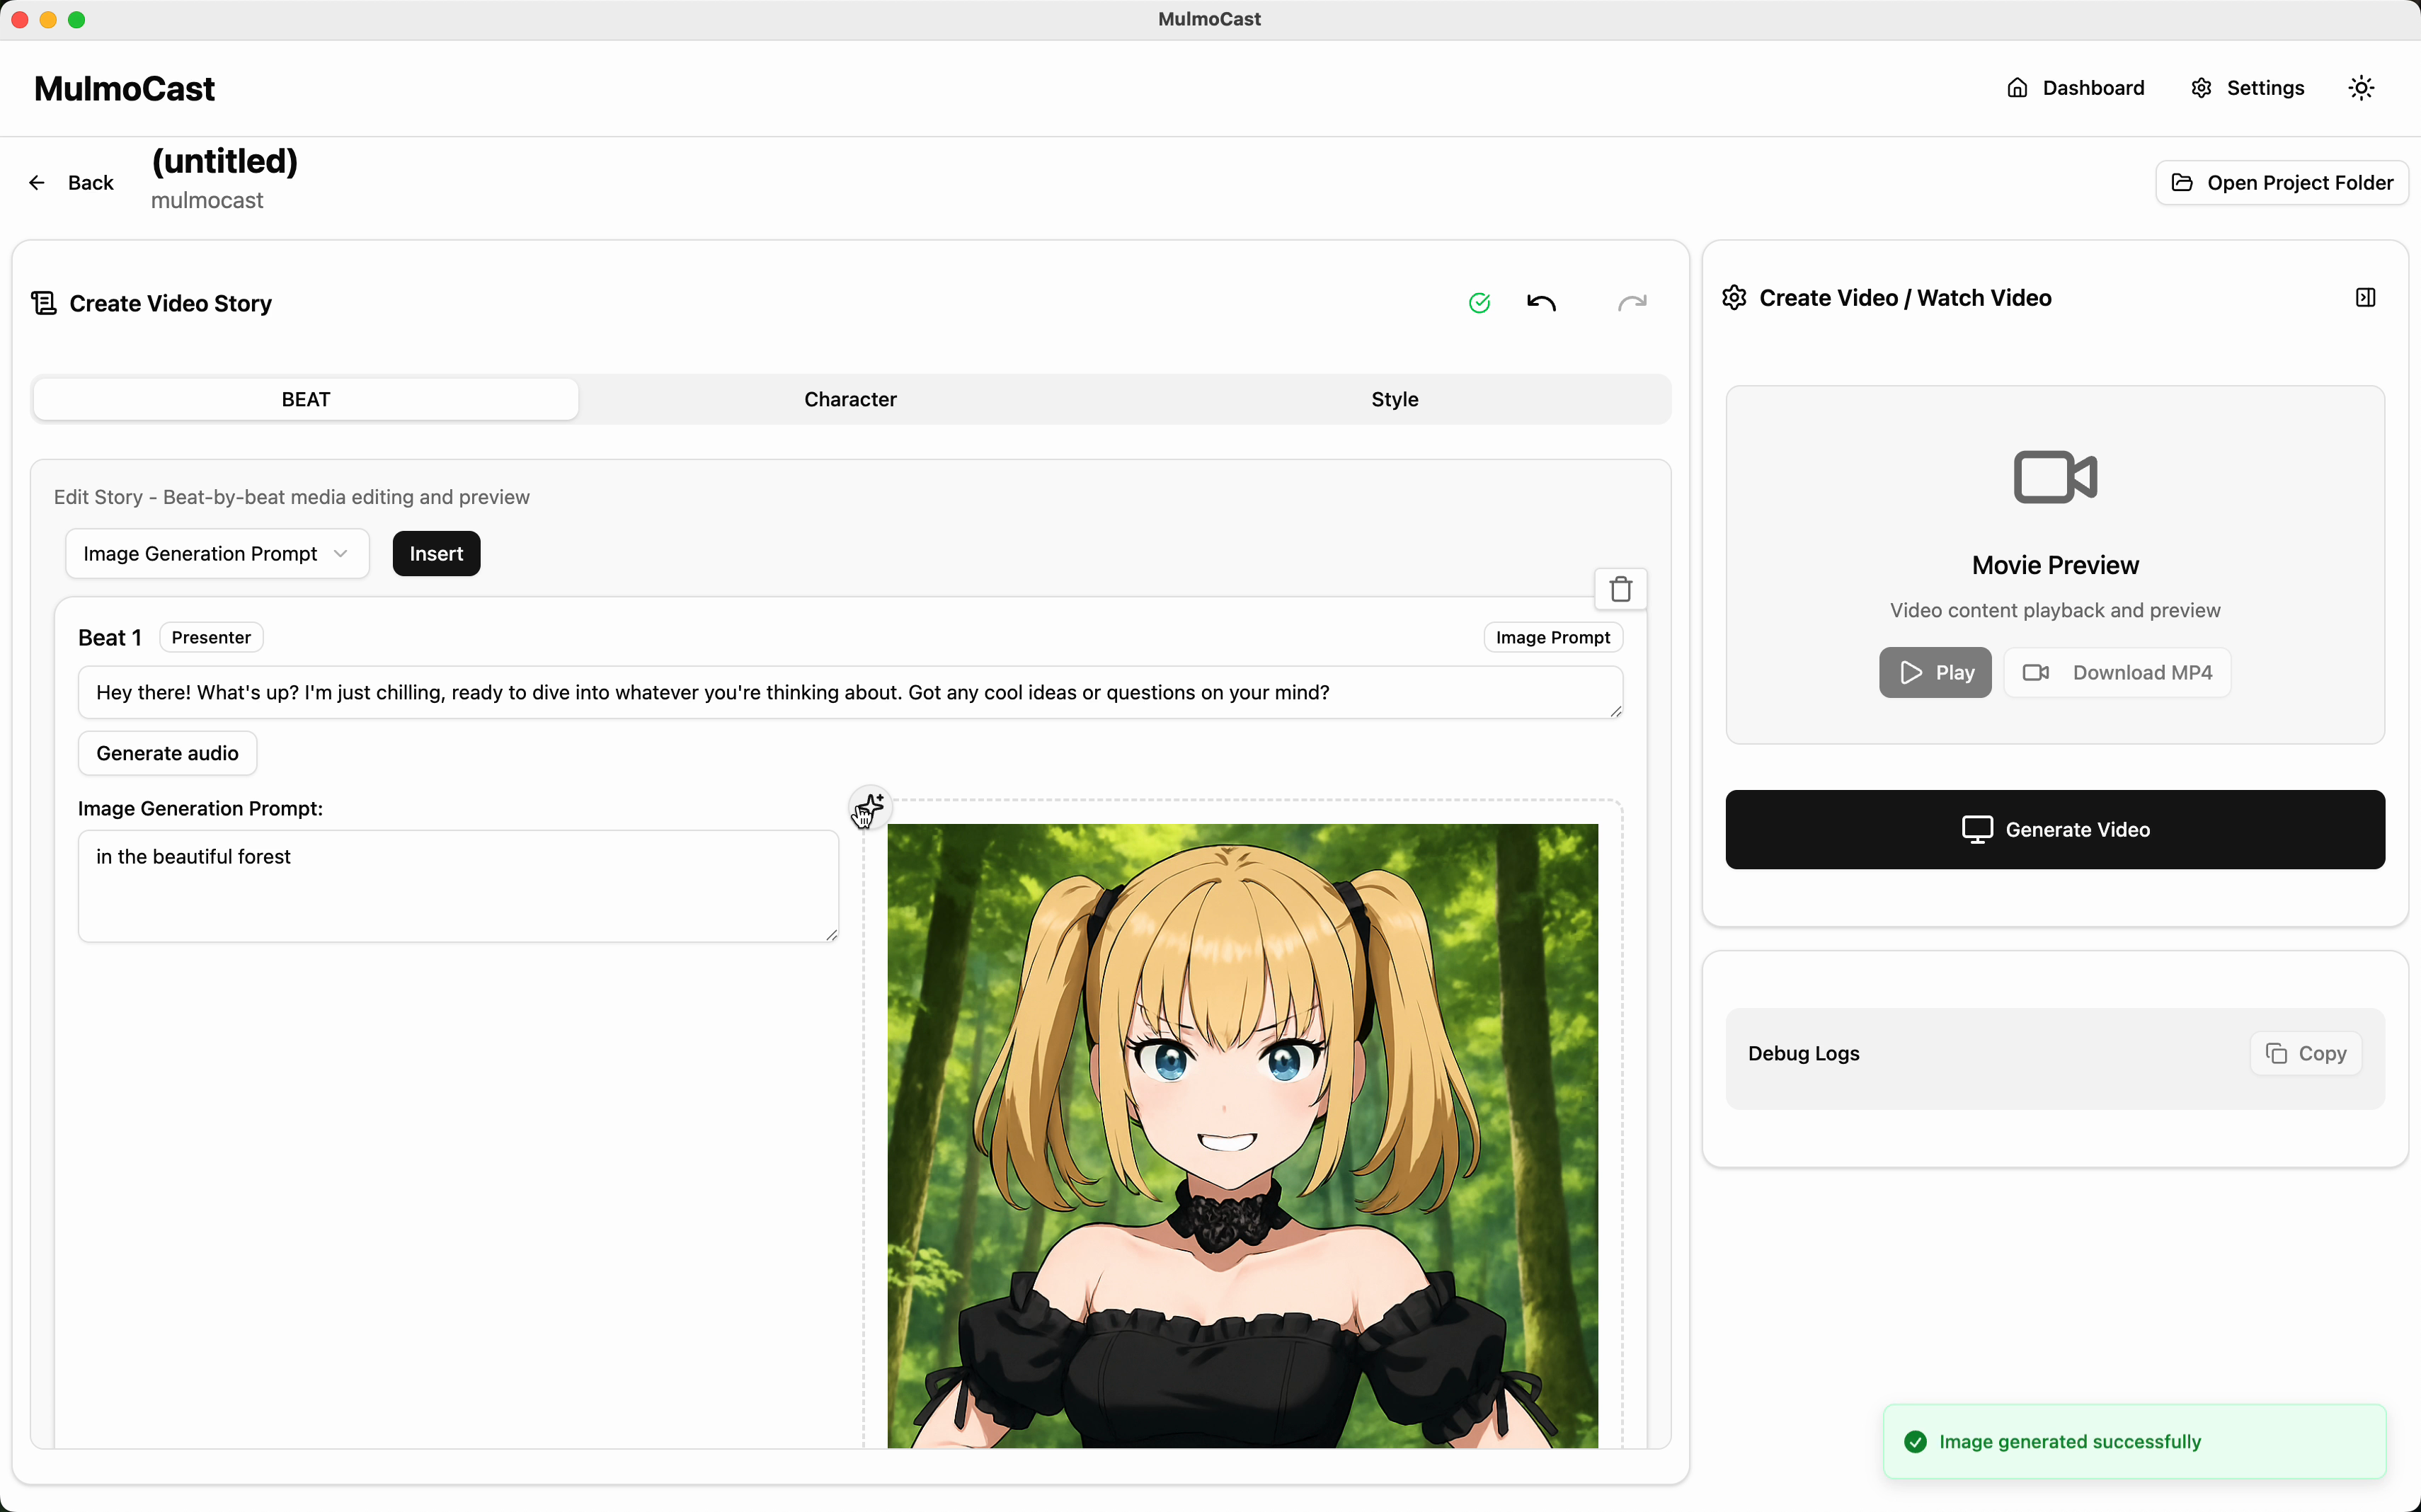 MulmoCast
MulmoCast
Dashboard
Settings
Back
(untitled)
mulmocast
Open Project Folder
Create Video Story
BEAT
Character
Style
Edit Story - Beat-by-beat media editing and preview
Image Generation Prompt
Insert
Beat 1
Presenter
Image Prompt
Hey there! What's up? I'm just chilling, ready to dive into whatever you're thinking about. Got any cool ideas or questions on your mind?
Generate audio
Image Generation Prompt:
in the beautiful forest
Create Video / Watch Video
Movie Preview
Video content playback and preview
Play
Download MP4
Generate Video
Debug Logs
Copy
Image generated successfully